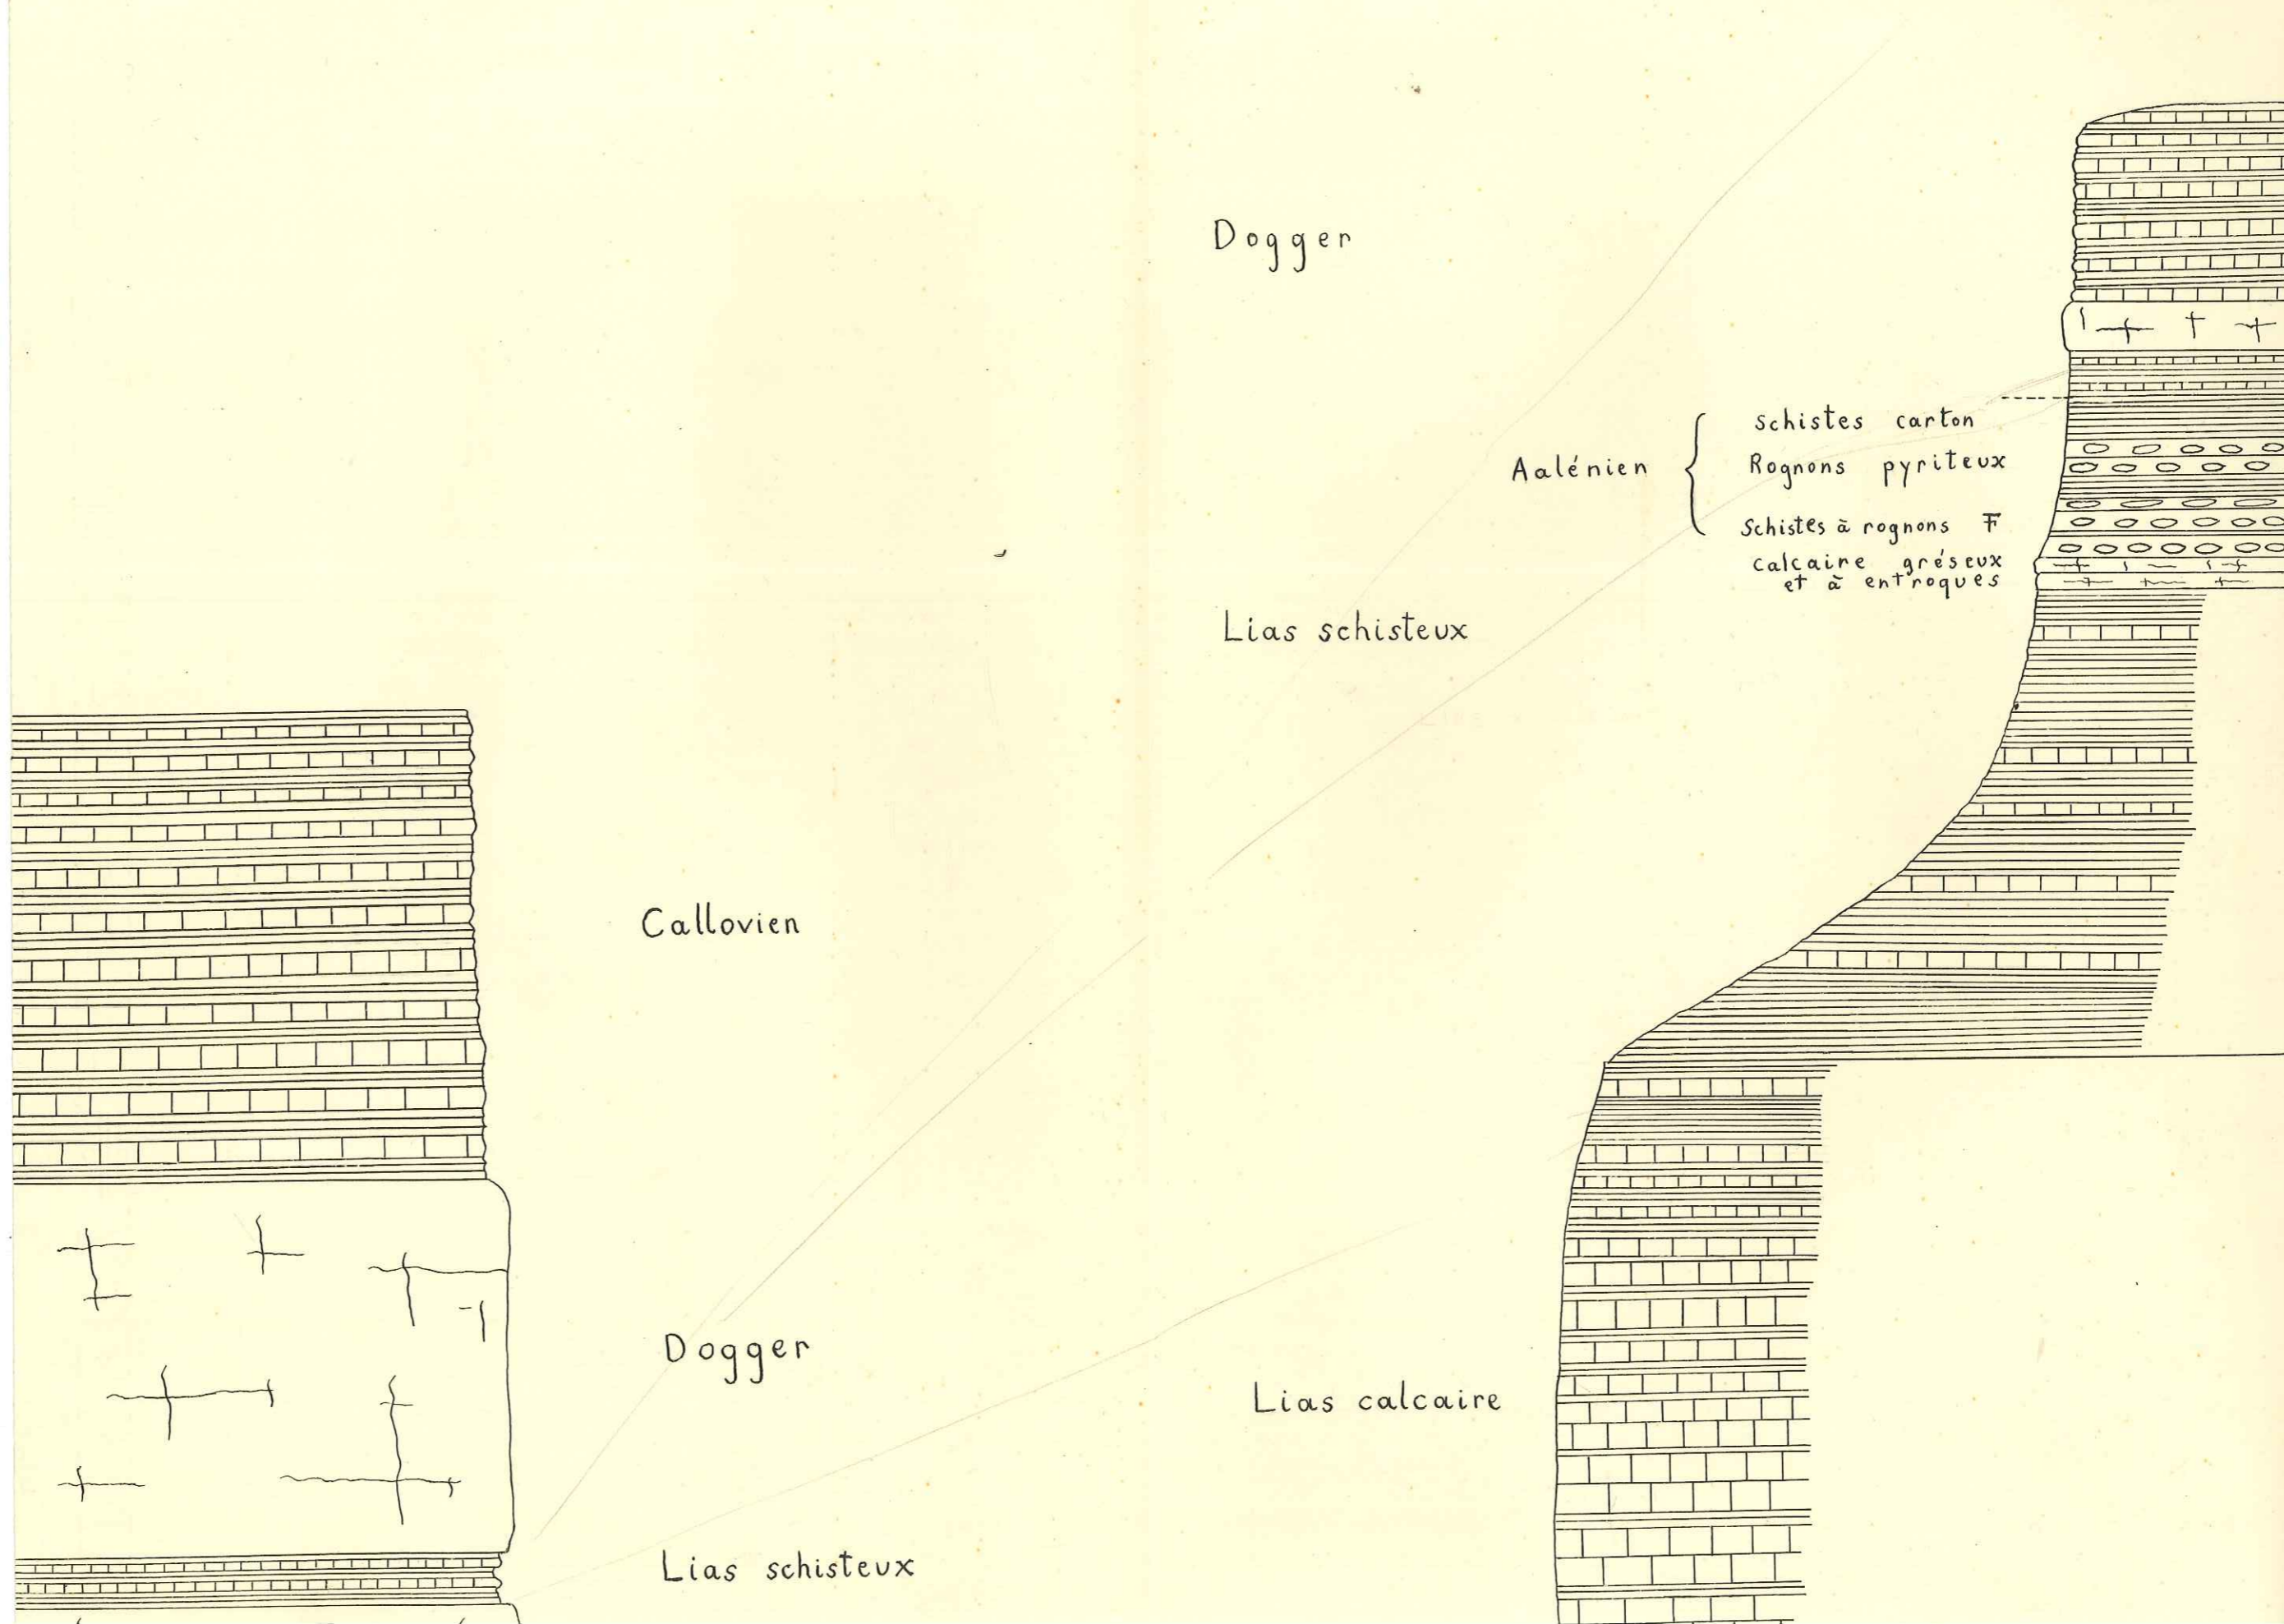 Dogger
Aalénien
schistes carton
Rognons pyriteux
Schistes à rognons F
calcaire gréseux
et à entroques
Lias schisteux
Callovien
Dogger
Lias calcaire
Lias schisteux